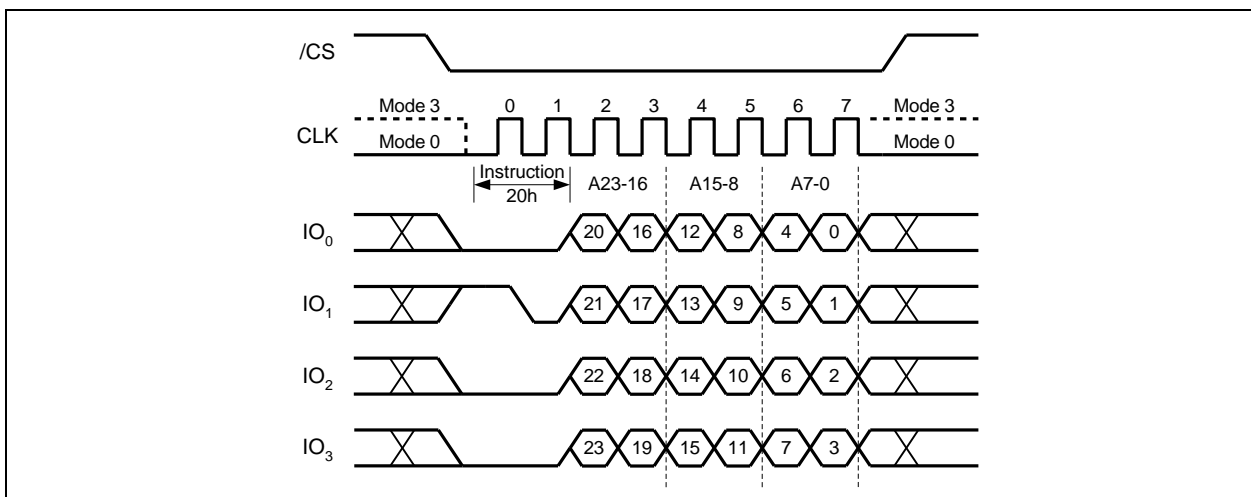 /CS
Mode 3 0 1 2 3 4 5 6 7 Mode 3
CLK Mode 0 Mode 0
Instruction A23-16 A15-8 A7-0
20h
IO0 20 16 12 8 4 0
IO1 21 17 13 9 5 1
IO2 22 18 14 10 6 2
IO3 23 19 15 11 7 3